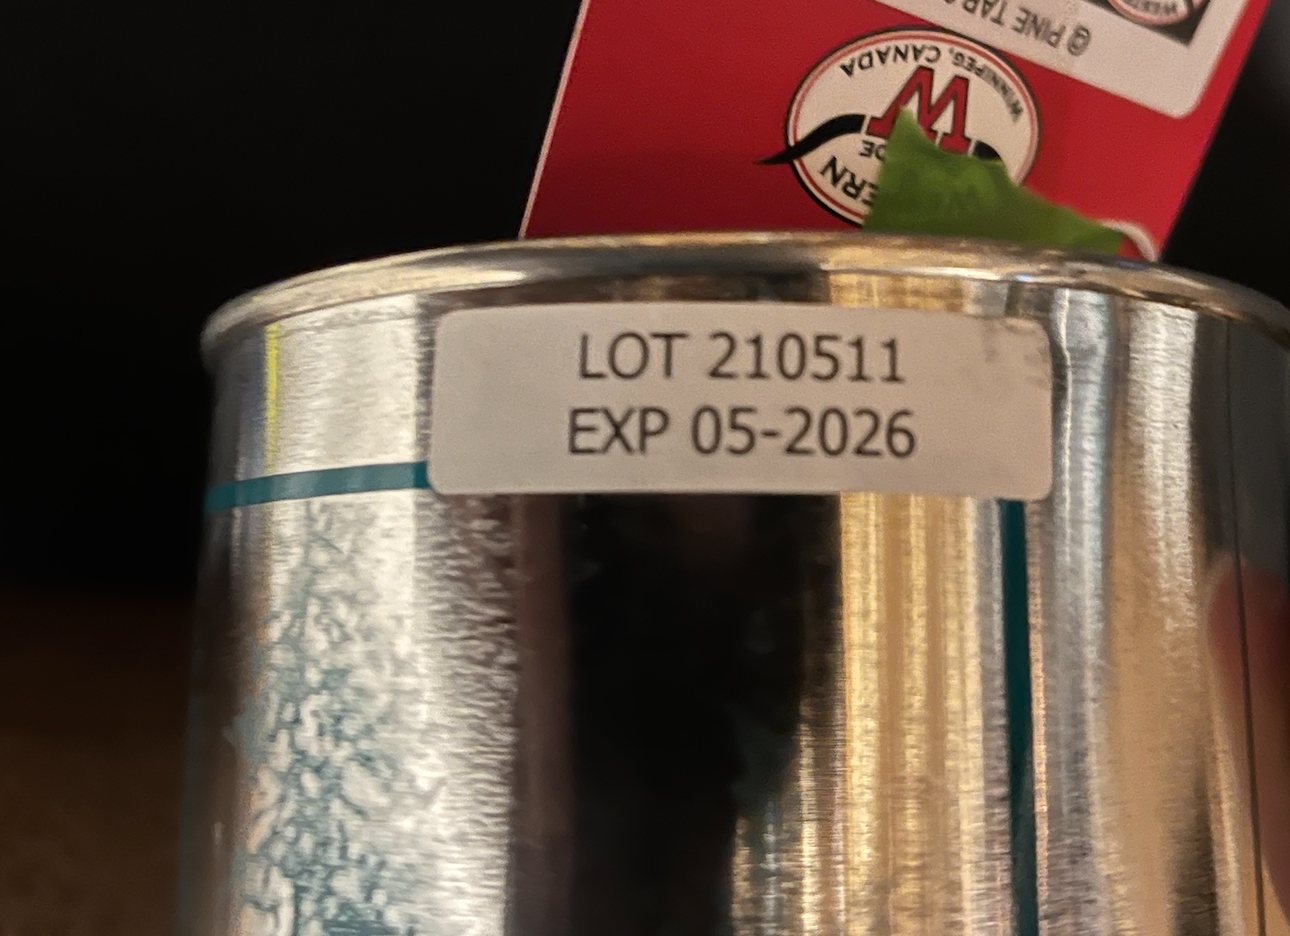 @ PINE TAR
WINNIPEG, CANADA
W
LOT 210511
EXP 05-2026